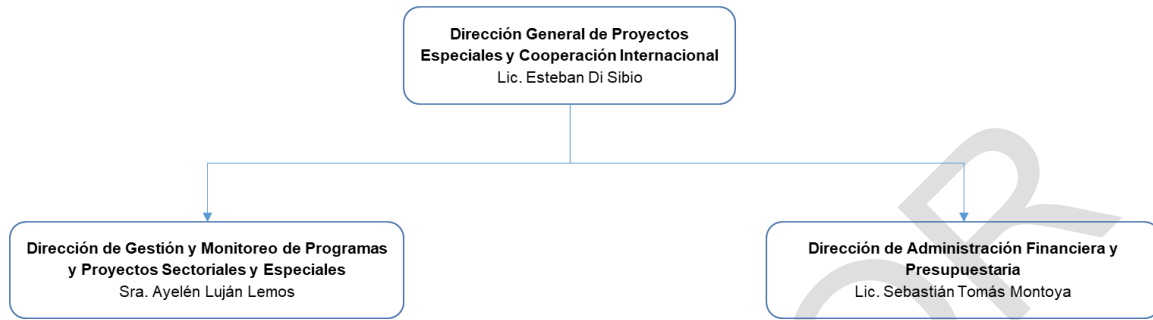 Dirección General de Proyectos
Especiales y Cooperación Internacional
Lic. Esteban Di Sibio
Dirección de Gestión y Monitoreo de Programas
y Proyectos Sectoriales y Especiales
Sra. Ayelén Luján Lemos
Dirección de Administración Financiera y
Presupuestaria
Lic. Sebastián Tomás Montoya